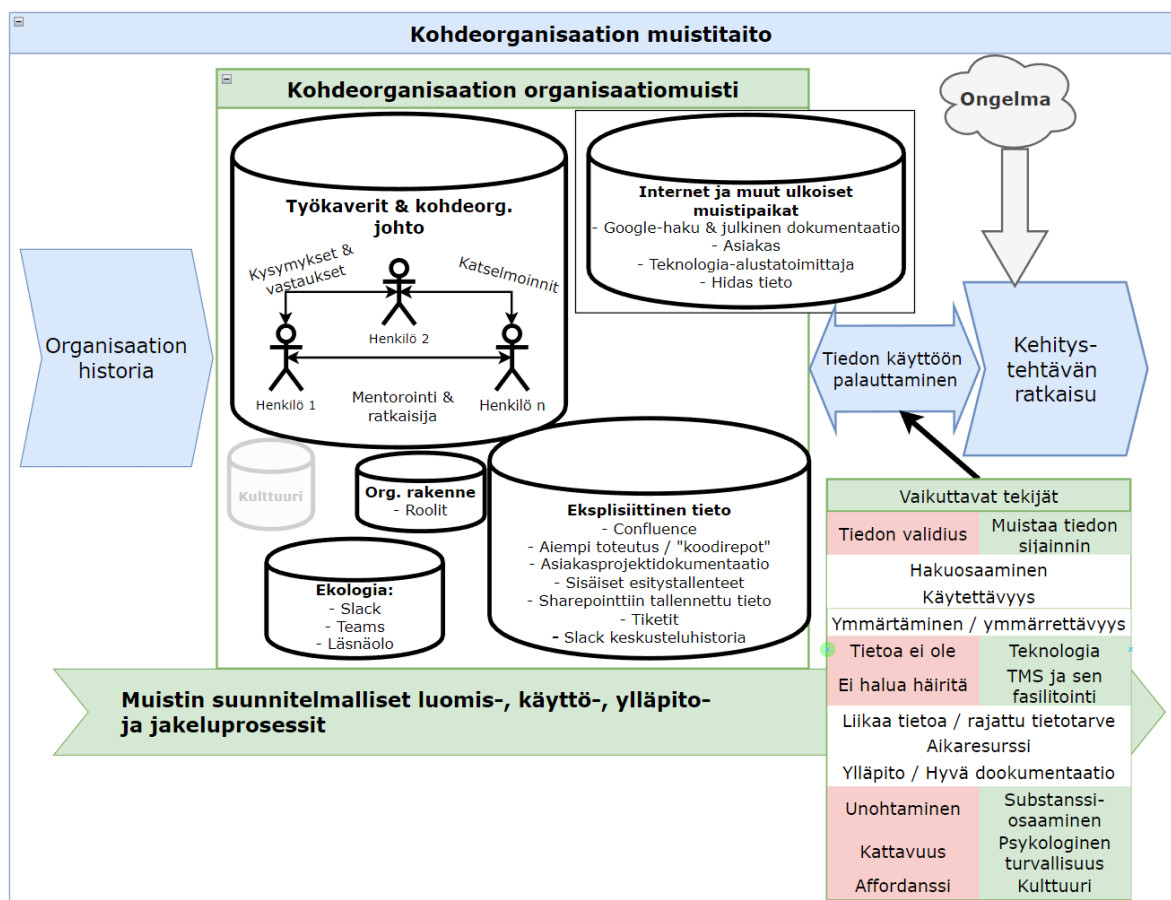 Kohdeorganisaation muistitaito
Kohdeorganisaation organisaatiomuisti
Ongelma
Työkaverit & kohdeorg.
johto
Kysymykset &
vastaukset
Katselmoinnit
Henkilö 2
Henkilö 1
Mentorointi &
ratkaisija
Henkilö n
Internet ja muut ulkoiset
muistipaikat
- Google-haku & julkinen dokumentaatio
- Asiakas
- Teknologia-alustatoimittaja
- Hidas tieto
Organisaation
historia
Tiedon käyttöön
palauttaminen
Kehitys-
tehtävän
ratkaisu
Kulttuuri
Org. rakenne
- Roolit
Eksplisiittinen tieto
- Confluence
- Aiempi toteutus / "koodirepot"
- Asiakasprojektidokumentaatio
- Sisäiset esitystallenteet
- Sharepointtiin tallennettu tieto
- Tiketit
- Slack keskusteluhistoria
Ekologia:
- Slack
- Teams
- Läsnäolo
Muistin suunnitelmalliset luomis-, käyttö-, ylläpito-
ja jakeluprosessit
Vaikuttavat tekijät
Tiedon validius
Muistaa tiedon
sijainnin
Hakuosaaminen
Käytettävyys
Ymmärtäminen / ymmärrettävyys
Tietoa ei ole
Teknologia
Ei halua häiritä
TMS ja sen
fasilitointi
Liikaa tietoa / rajattu tietotarve
Aikaresurssi
Ylläpito / Hyvä dookumentaatio
Unohtaminen
Substanssi-
osaaminen
Kattavuus
Psykologinen
turvallisuus
Affordanssi
Kulttuuri